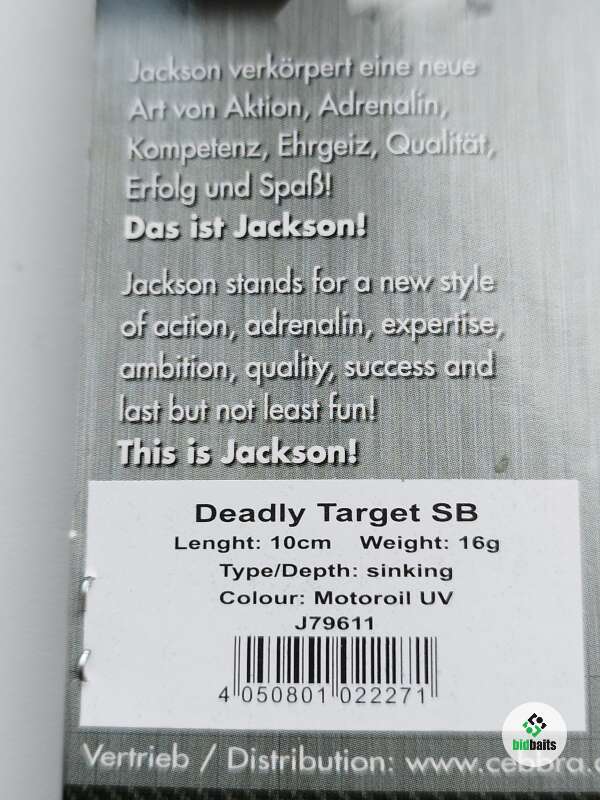 Jackson verkörpert eine neue
Art von Aktion, Adrenalin,
Kompetenz, Ehrgeiz, Qualität,
Erfolg und Spaß!
Das ist Jackson!
Jackson stands for a new style
of action, adrenalin, expertise,
ambition, quality, success and
last but not least fun!
This is Jackson!
Deadly Target SB
Lenght: 10cm Weight: 16g
Type/Depth: sinking
Colour: Motoroil UV
J79611
4 050801 022271
bidbaits
Vertrieb / Distribution: www.cebbra.